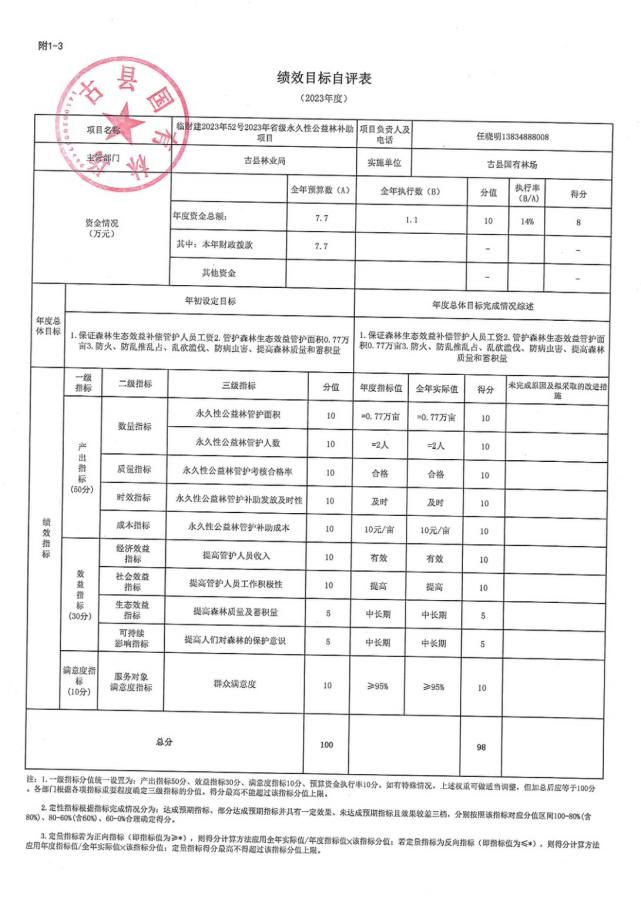 附1-3
绩效目标自评表
（2023年度）
项目名称 临财建2023年52号2023年省级永久性公益林补助项目 项目负责人及电话 任晓明13834888008
主管部门 古县林业局 实施单位 古县国有林场
资金情况（万元） 全年预算数（A） 全年执行数（B） 分值 执行率（B/A） 得分
年度资金总额： 7.7 1.1 10 14% 8
其中：本年财政拨款 7.7 - -
其他资金 - -
年度总体目标 年初设定目标 年度总体目标完成情况综述
1.保证森林生态效益补偿管护人员工资2.管护森林生态效益管护面积0.77万亩3.防火、防乱推乱占、乱砍滥伐、防病虫害、提高森林质量和蓄积量 1.保证森林生态效益补偿管护人员工资2.管护森林生态效益管护面积0.77万亩3.防火、防乱推乱占、乱砍滥伐、防病虫害、提高森林质量和蓄积量
绩效指标 一级指标 二级指标 三级指标 分值 年度指标值 全年实际值 得分 未完成原因及拟采取的改进措施
产出指标(50分) 数量指标 永久性公益林管护面积 10 =0.77万亩 =0.77万亩 10
永久性公益林管护人数 10 =2人 =2人 10
质量指标 永久性公益林管护考核合格率 10 合格 合格 10
时效指标 永久性公益林管护补助发放及时性 10 及时 及时 10
成本指标 永久性公益林管护补助成本 10 10元/亩 10元/亩 10
效益指标(30分) 经济效益指标 提高管护人员收入 10 有效 有效 10
社会效益指标 提高管护人员工作积极性 10 提高 提高 10
生态效益指标 提高森林质量及蓄积量 5 中长期 中长期 5
可持续影响指标 提高人们对森林的保护意识 5 中长期 中长期 5
满意度指标(10分) 服务对象满意度指标 群众满意度 10 ≥95% ≥95% 10
总分 100 98
注：1.一级指标分值统一设置为：产出指标50分、效益指标30分、满意度指标10分、预算资金执行率10分。如有特殊情况，上述权重可做适当调整，但加总后应等于100分
。各部门根据各项指标重要程度确定三级指标的分值，得分最高不能超过该指标分值上限。
2.定性指标根据指标完成情况分为：达成预期指标、部分达成预期指标并具有一定效果、未达成预期指标且效果较差三档，分别按照该指标对应分值区间100-80%(含
80%)、80-60%(含60%)、60-0%合理确定得分。
3.定量指标若为正向指标（即指标值为≥*），则得分计算方法应用全年实际值/年度指标值×该指标分值；若定量指标为反向指标（即指标值为≤*），则得分计算方法
应用年度指标值/全年实际值×该指标分值；定量指标得分最高不得超过该指标分值上限。
古县国有林场